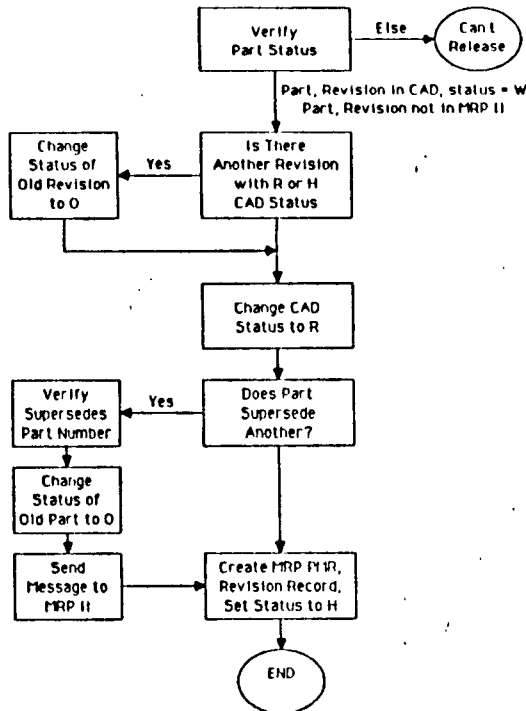 Verify
Part Status
Else
Can't
Release
Part, Revision in CAD, status = W
Part, Revision not in MRP II
Change
Status of
Old Revision
to O
Yes
Is There
Another Revision
with R or H
CAD Status
Change CAD
Status to R
Verify
Supersedes
Part Number
Yes
Does Part
Supersede
Another?
Change
Status of
Old Part to O
Send
Message to
MRP II
Create MRP PMR,
Revision Record,
Set Status to H
END